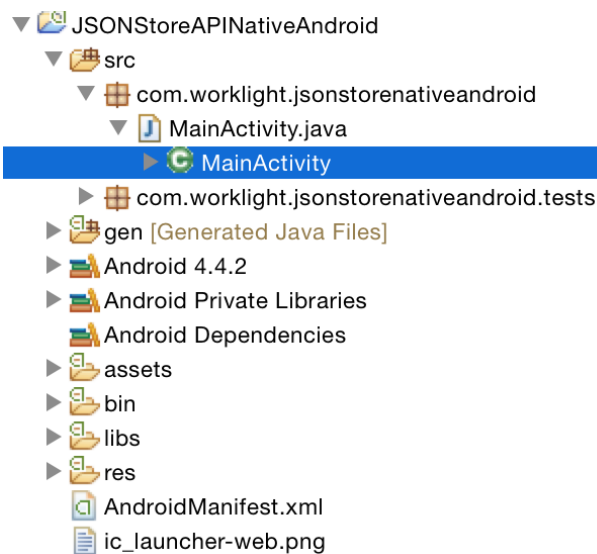 JSONStoreAPINativeAndroid
src
com.worklight.jsonstorenativeandroid
MainActivity.java
MainActivity
com.worklight.jsonstorenativeandroid.tests
gen [Generated Java Files]
Android 4.4.2
Android Private Libraries
Android Dependencies
assets
bin
libs
res
AndroidManifest.xml
ic_launcher-web.png